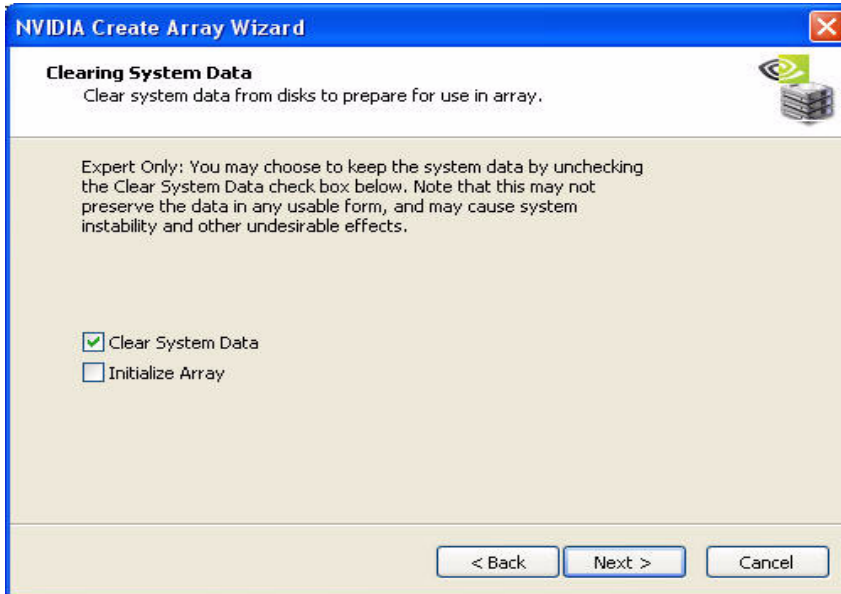 NVIDIA Create Array Wizard
Clearing System Data
Clear system data from disks to prepare for use in array.
Expert Only: You may choose to keep the system data by unchecking
the Clear System Data check box below. Note that this may not
preserve the data in any usable form, and may cause system
instability and other undesirable effects.
Clear System Data
Initialize Array
< Back
Next >
Cancel